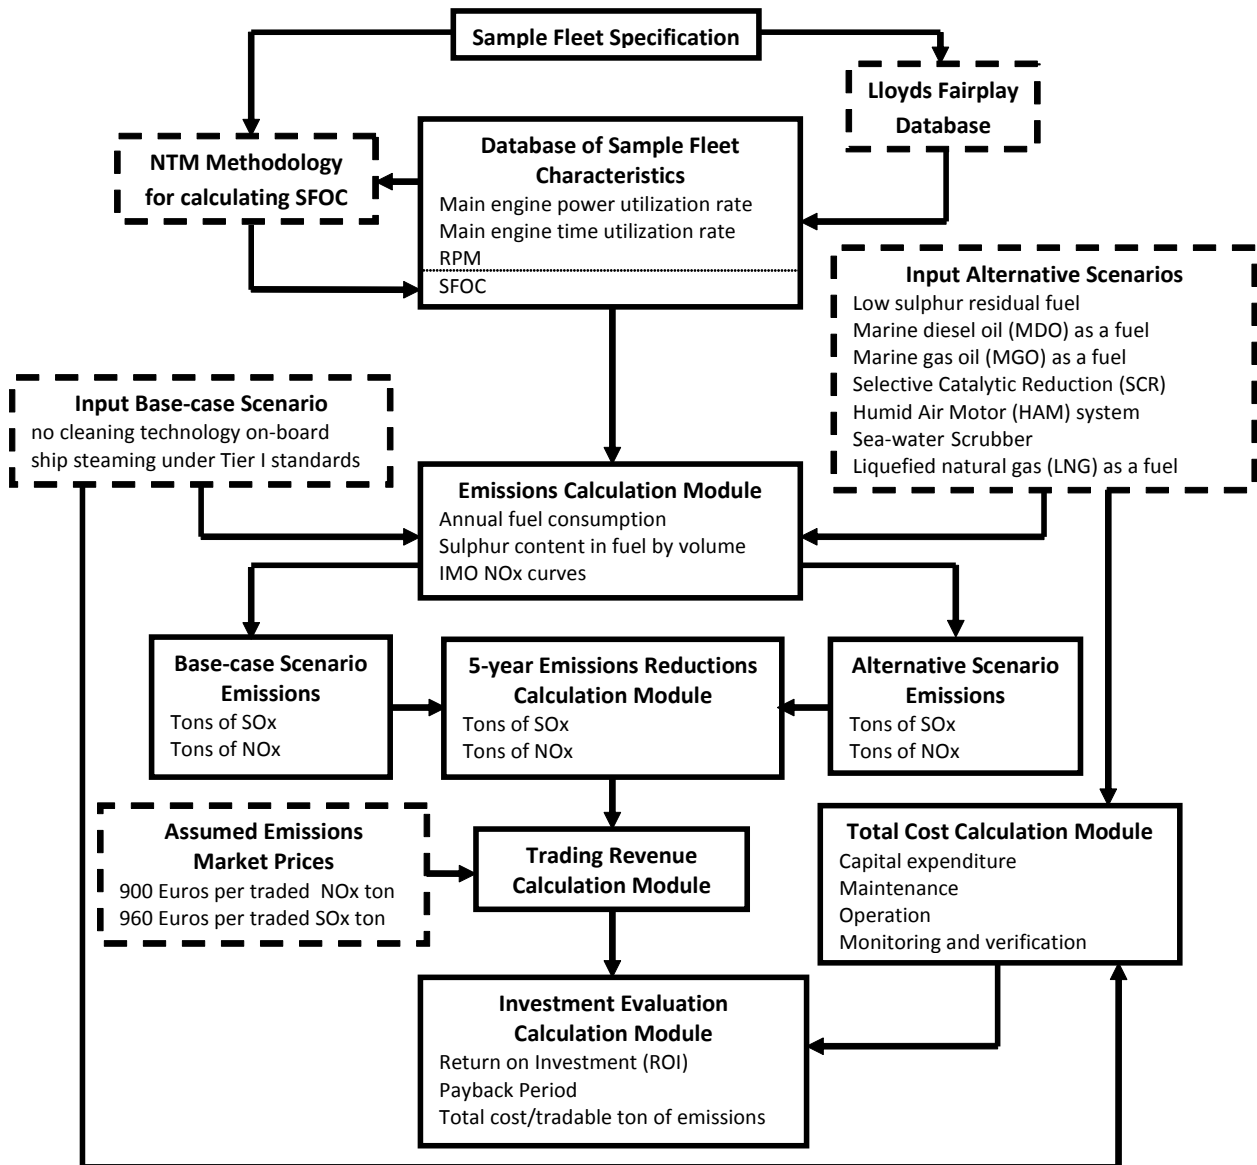 Sample Fleet Specification
Lloyds Fairplay
Database
NTM Methodology
for calculating SFOC
Database of Sample Fleet
Characteristics
Main engine power utilization rate
Main engine time utilization rate
RPM
SFOC
Input Alternative Scenarios
Low sulphur residual fuel
Marine diesel oil (MDO) as a fuel
Marine gas oil (MGO) as a fuel
Selective Catalytic Reduction (SCR)
Humid Air Motor (HAM) system
Sea-water Scrubber
Liquefied natural gas (LNG) as a fuel
Input Base-case Scenario
no cleaning technology on-board
ship steaming under Tier I standards
Emissions Calculation Module
Annual fuel consumption
Sulphur content in fuel by volume
IMO NOx curves
Base-case Scenario
Emissions
Tons of SOx
Tons of NOx
5-year Emissions Reductions
Calculation Module
Tons of SOx
Tons of NOx
Alternative Scenario
Emissions
Tons of SOx
Tons of NOx
Assumed Emissions
Market Prices
900 Euros per traded  NOx ton
960 Euros per traded SOx ton
Trading Revenue
Calculation Module
Total Cost Calculation Module
Capital expenditure
Maintenance
Operation
Monitoring and verification
Investment Evaluation
Calculation Module
Return on Investment (ROI)
Payback Period
Total cost/tradable ton of emissions